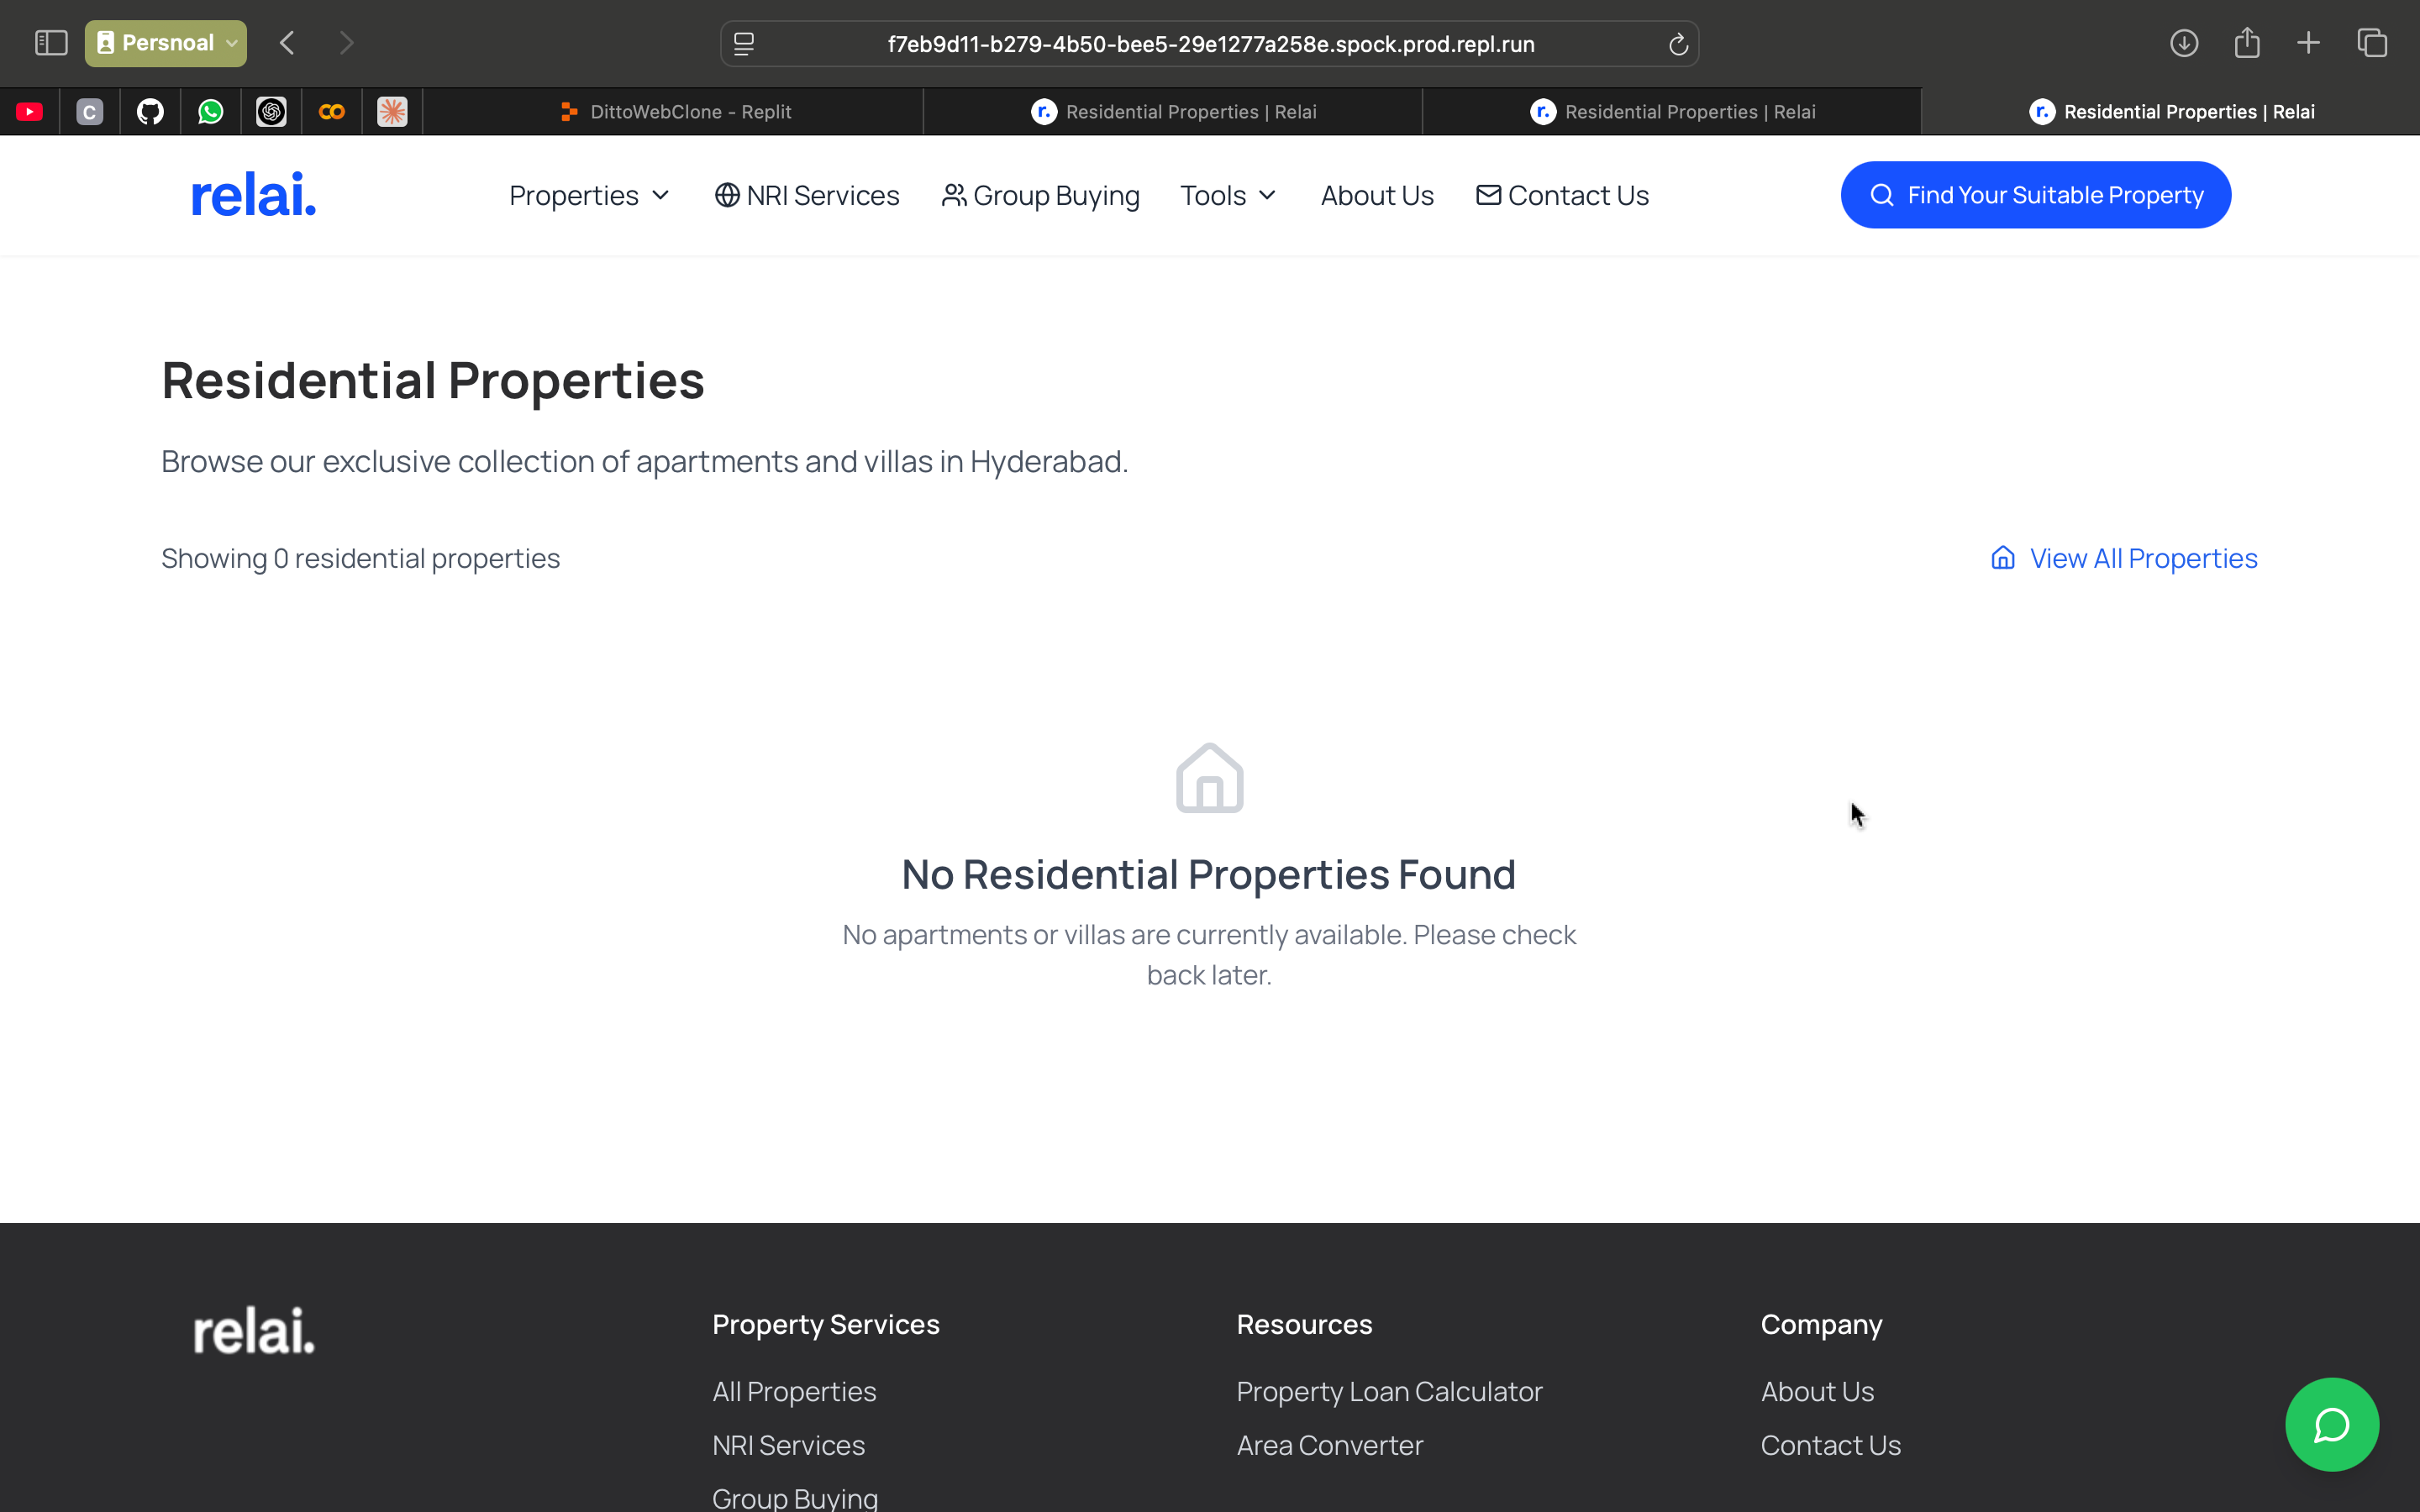 Persnoal
f7eb9d11-b279-4b50-bee5-29e1277a258e.spock.prod.repl.run
C
DittoWebClone - Replit
r. Residential Properties | Relai
r. Residential Properties | Relai
r. Residential Properties | Relai
relai.
Properties
NRI Services
Group Buying
Tools
About Us
Contact Us
Find Your Suitable Property
Residential Properties
Browse our exclusive collection of apartments and villas in Hyderabad.
Showing 0 residential properties
View All Properties
No Residential Properties Found
No apartments or villas are currently available. Please check
back later.
relai.
Property Services
All Properties
NRI Services
Group Buying
Resources
Property Loan Calculator
Area Converter
Company
About Us
Contact Us